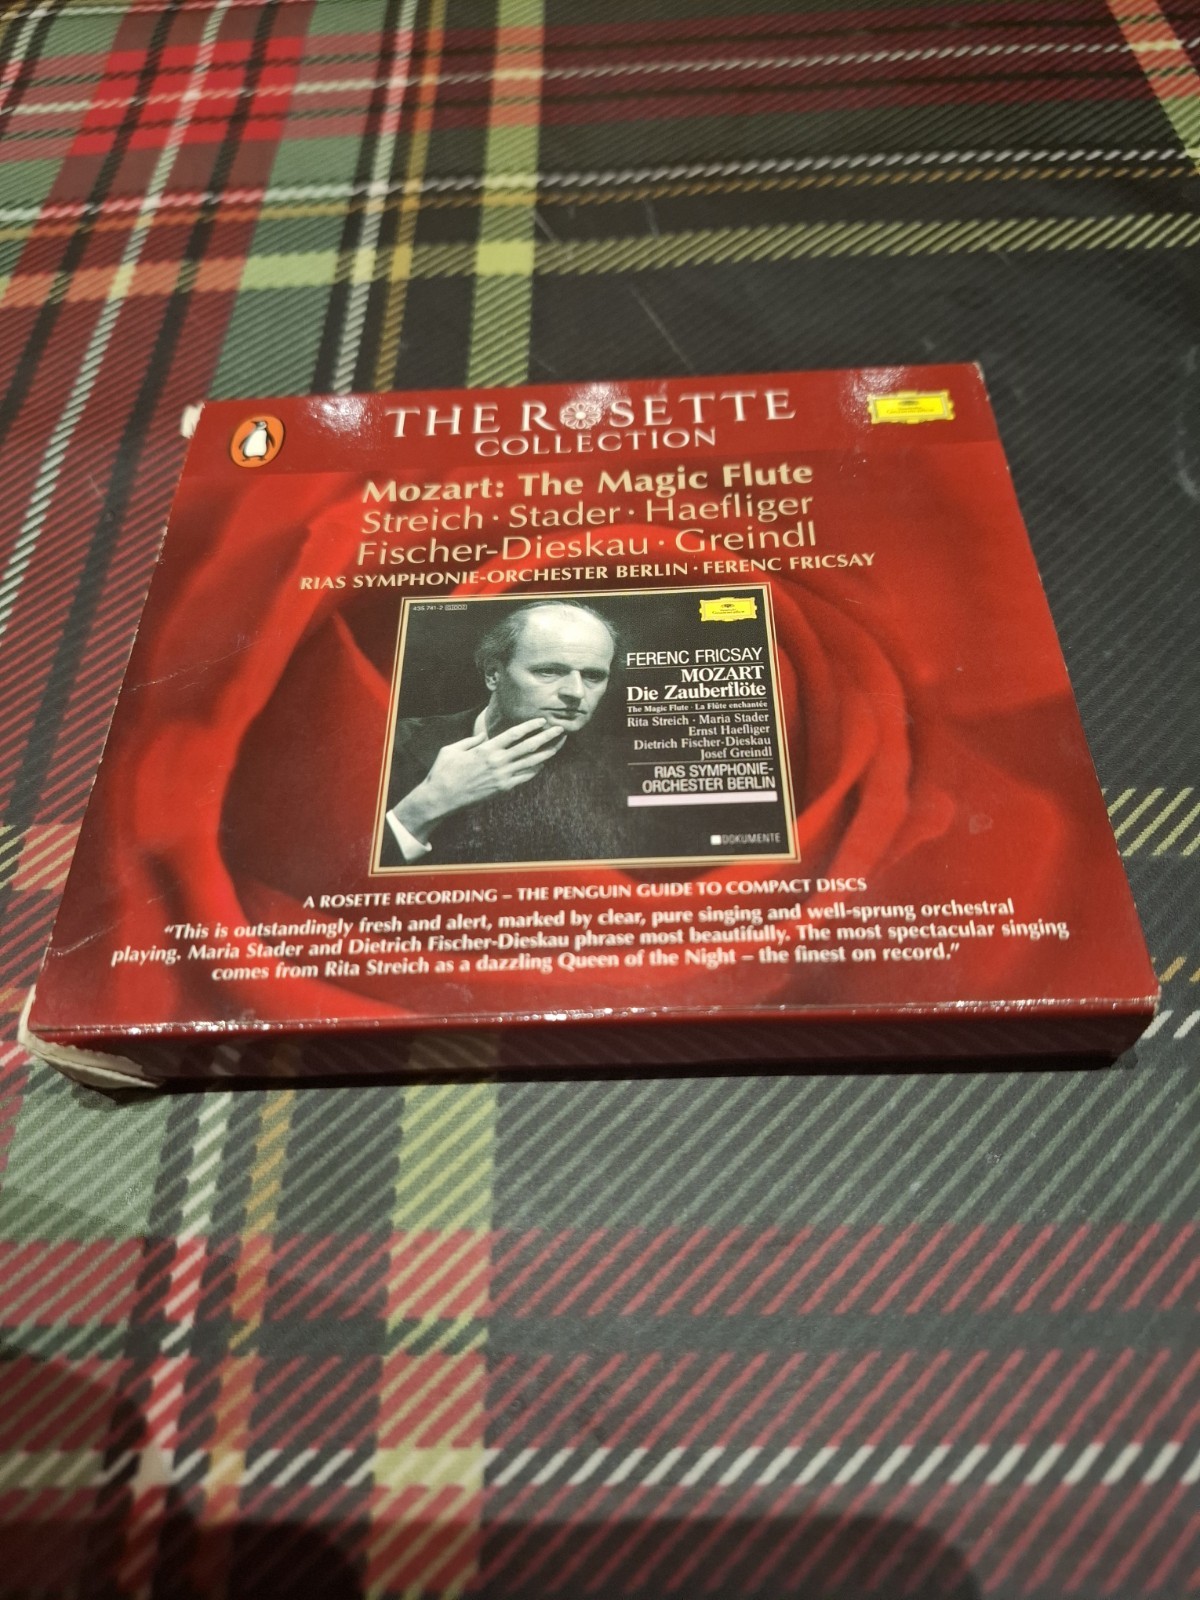 THE ROSETTE
COLLECTION
Mozart: The Magic Flute
Streich · Stader · Haefliger
Fischer-Dieskau · Greindl
RIAS SYMPHONIE-ORCHESTER BERLIN · FERENC FRICSAY
FERENC FRICSAY
MOZART
Die Zauberflöte
The Magic Flute · La Flûte enchantée
Rita Streich · Maria Stader
Ernst Haefliger
Dietrich Fischer-Dieskau
Josef Greindl
RIAS SYMPHONIE-
ORCHESTER BERLIN
DOKUMENTE
A ROSETTE RECORDING – THE PENGUIN GUIDE TO COMPACT DISCS
“This is outstandingly fresh and alert, marked by clear, pure singing and well-sprung orchestral
playing. Maria Stader and Dietrich Fischer-Dieskau phrase most beautifully. The most spectacular singing
comes from Rita Streich as a dazzling Queen of the Night – the finest on record.”